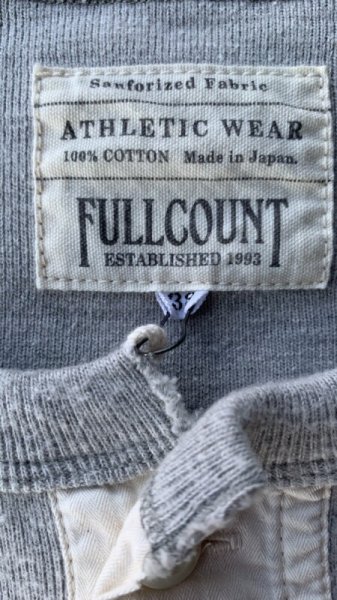 Sanforized Fabric
ATHLETIC WEAR
100% COTTON Made in Japan.
FULLCOUNT
ESTABLISHED 1993